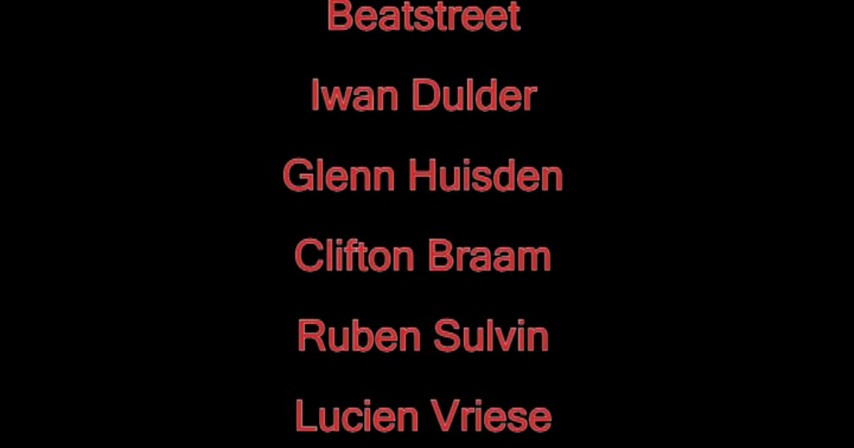 Beatstreet
Iwan Dulder
Glenn Huisden
Clifton Braam
Ruben Sulvin
Lucien Vriese